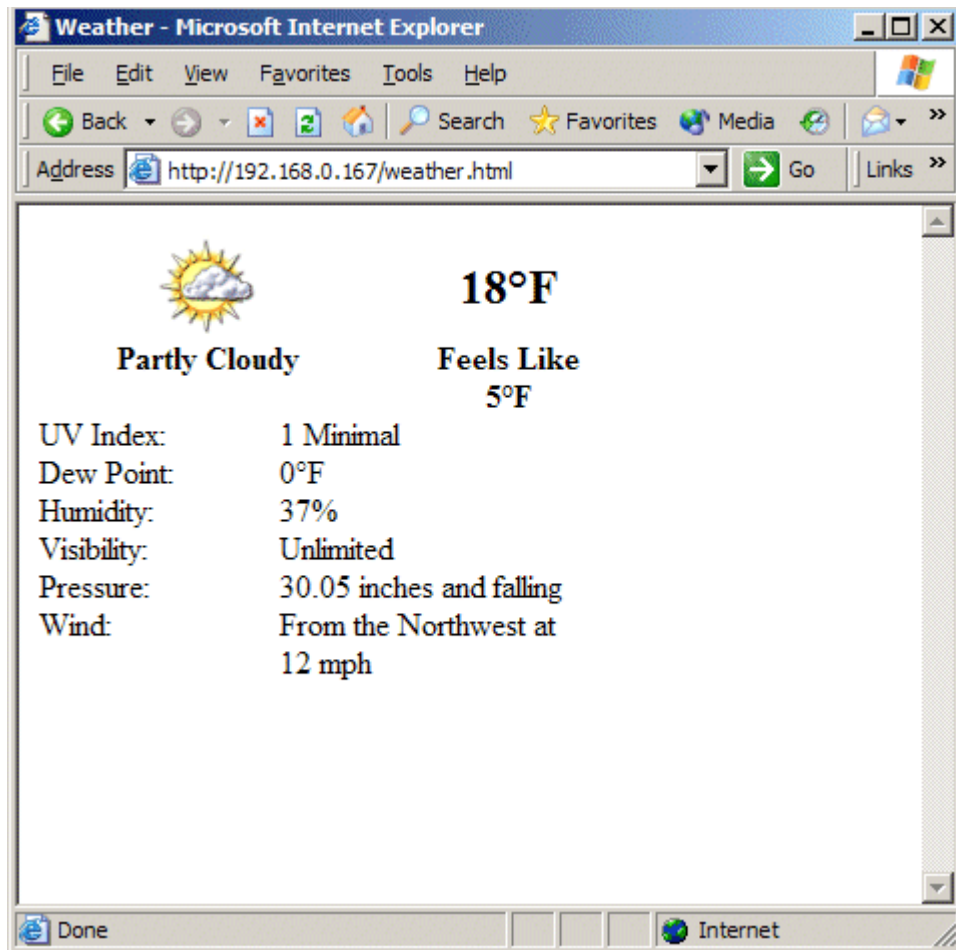 Weather - Microsoft Internet Explorer
File Edit View Favorites Tools Help
Back Search Favorites Media »
Address http://192.168.0.167/weather.html Go Links »
18°F
Partly Cloudy Feels Like
5°F
UV Index: 1 Minimal
Dew Point: 0°F
Humidity: 37%
Visibility: Unlimited
Pressure: 30.05 inches and falling
Wind: From the Northwest at
12 mph
Done Internet